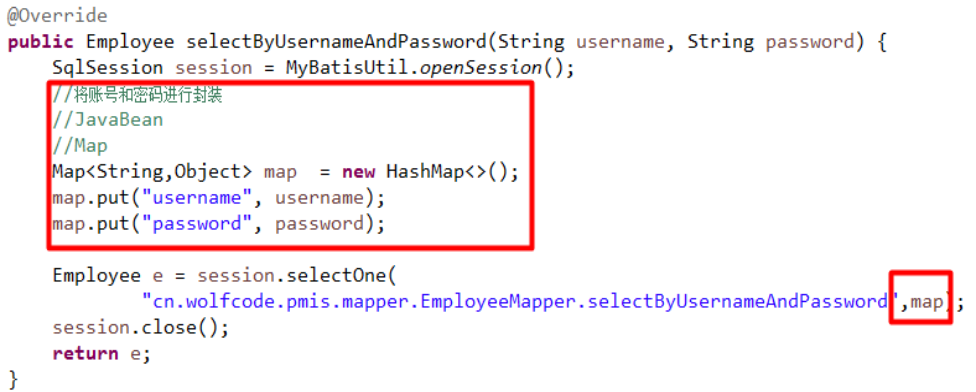 @Override
public Employee selectByUsernameAndPassword(String username, String password) {
SqlSession session = MyBatisUtil.openSession();
//将账号和密码进行封装
//JavaBean
//Map
Map<String,Object> map  = new HashMap<>();
map.put("username", username);
map.put("password", password);
Employee e = session.selectOne(
"cn.wolfcode.pmis.mapper.EmployeeMapper.selectByUsernameAndPassword",map);
session.close();
return e;
}